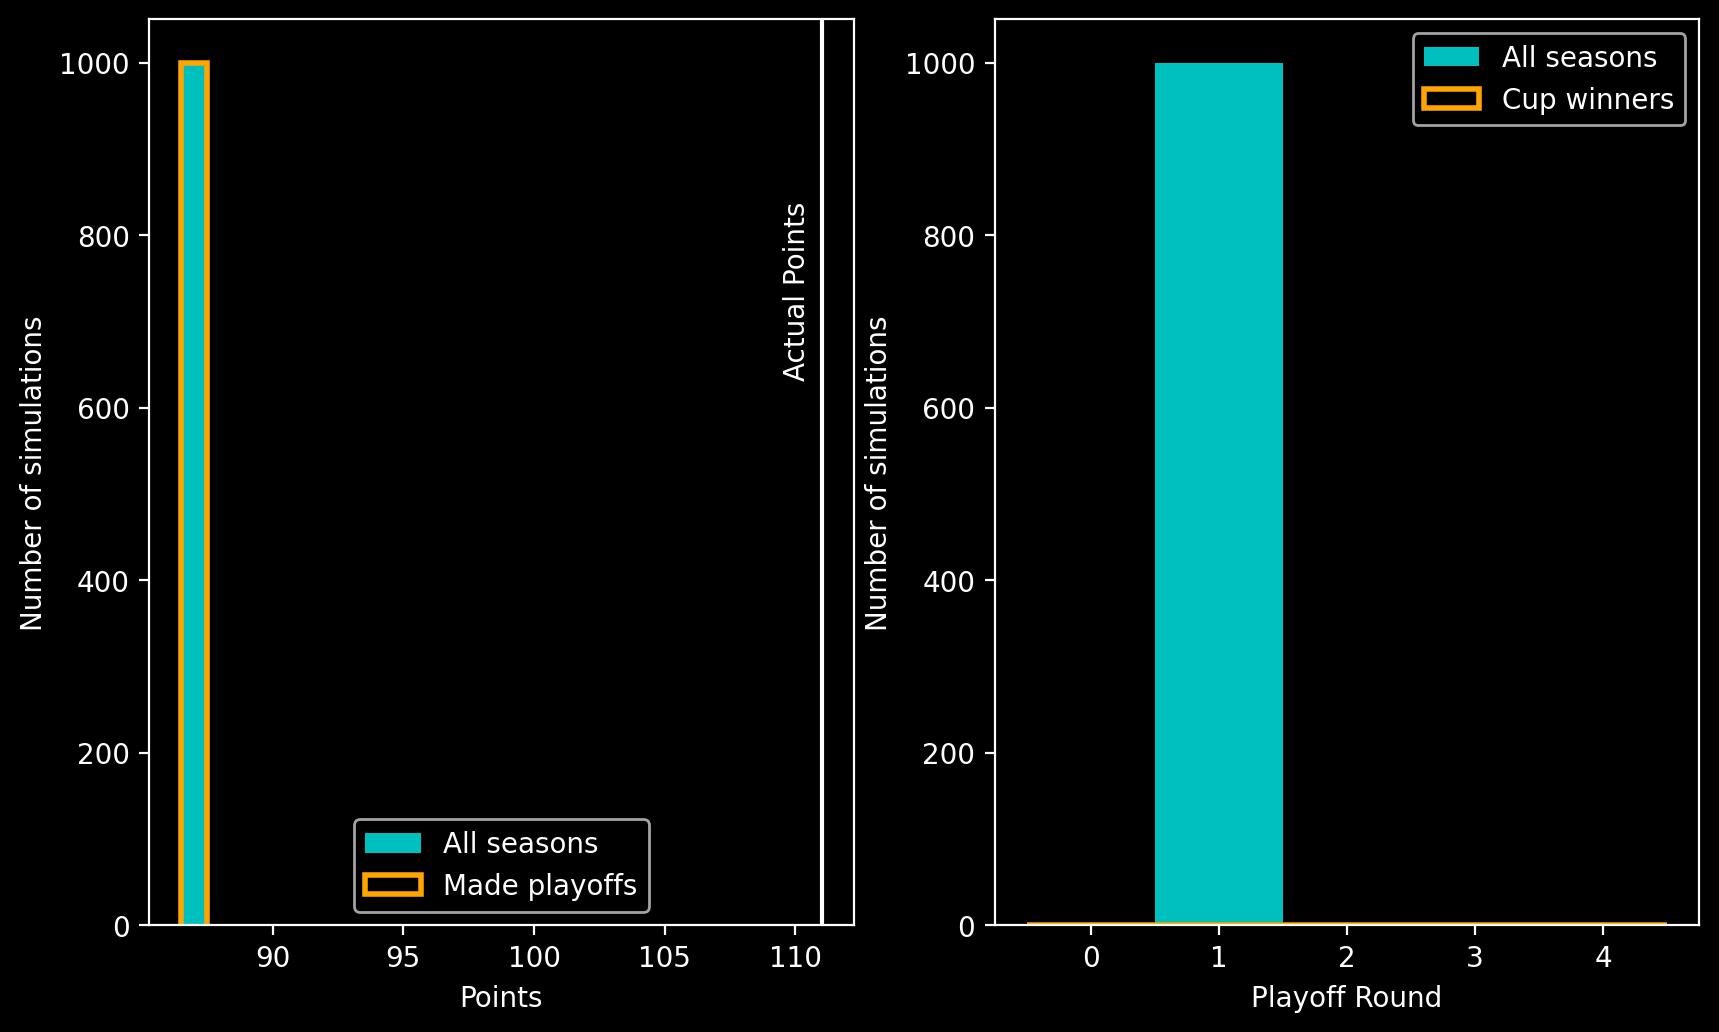 Number of simulations
1000
800
600
400
200
0
90 95 100 105 110
Points
Actual Points
All seasons
Made playoffs
Number of simulations
1000
800
600
400
200
0
0 1 2 3 4
Playoff Round
All seasons
Cup winners